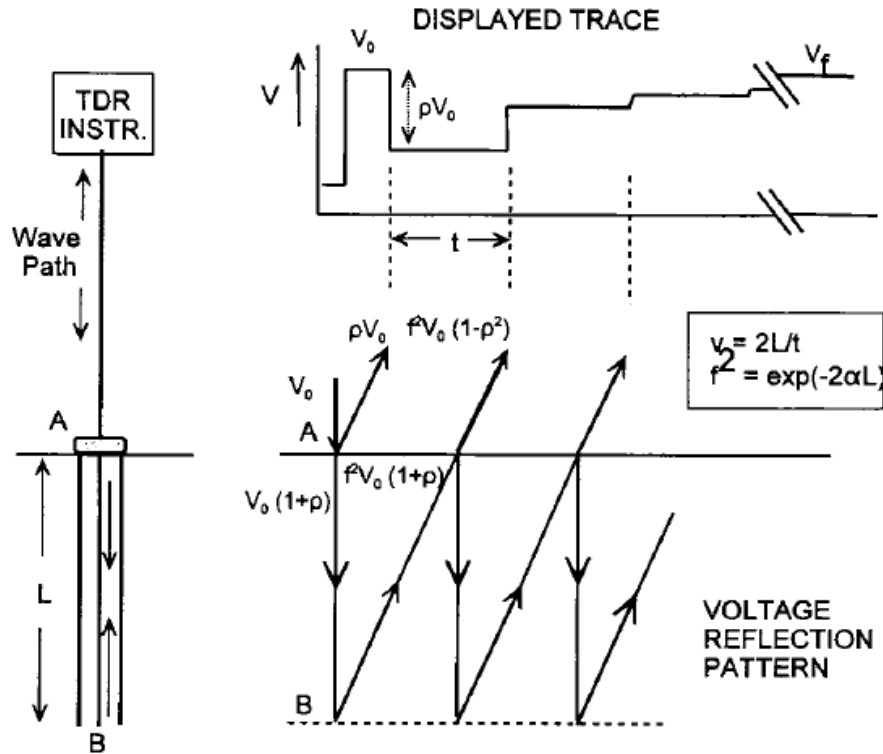 DISPLAYED TRACE
V₀
V
ρV₀
V_f
t
TDR
INSTR.
Wave
Path
A
L
B
ρV₀
f²V₀ (1-ρ²)
V₀
A
V₀ (1+ρ)
f²V₀ (1+ρ)
B
v = 2L/t
f² = exp(-2αL)
VOLTAGE
REFLECTION
PATTERN